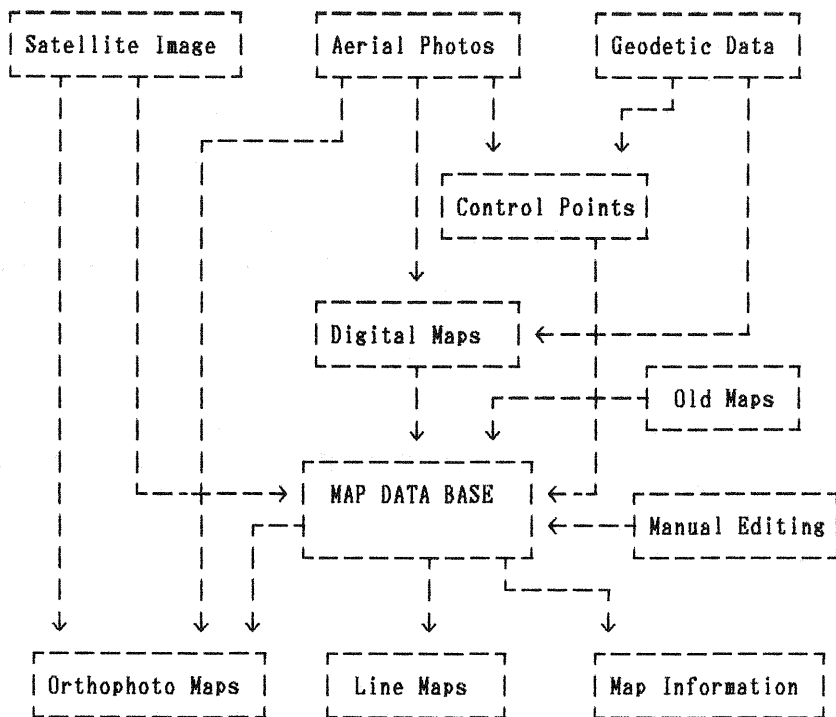 Satellite Image
Aerial Photos
Geodetic Data
Control Points
Digital Maps
Old Maps
MAP DATA BASE
Manual Editing
Orthophoto Maps
Line Maps
Map Information